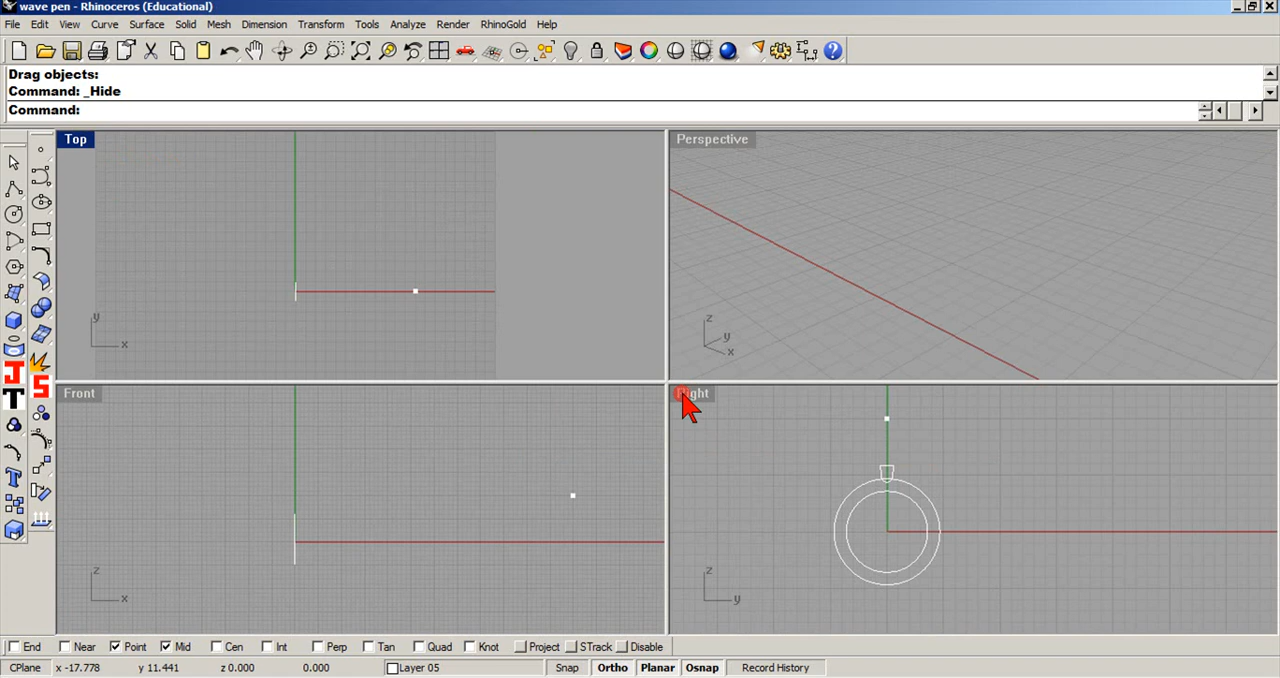 wave pen - Rhinoceros (Educational)
File Edit View Curve Surface Solid Mesh Dimension Transform Tools Analyze Render RhinoGold Help
Drag objects:
Command: _Hide
Command:
Top Perspective
y x
z y x
Front
z x
z y
J
T
S
End Near Point Mid Cen Int Perp Tan Quad Knot Project STrack Disable
CPlane x -17.778 y 11.441 z 0.000 0.000 Layer 05 Snap Ortho Planar Osnap Record History